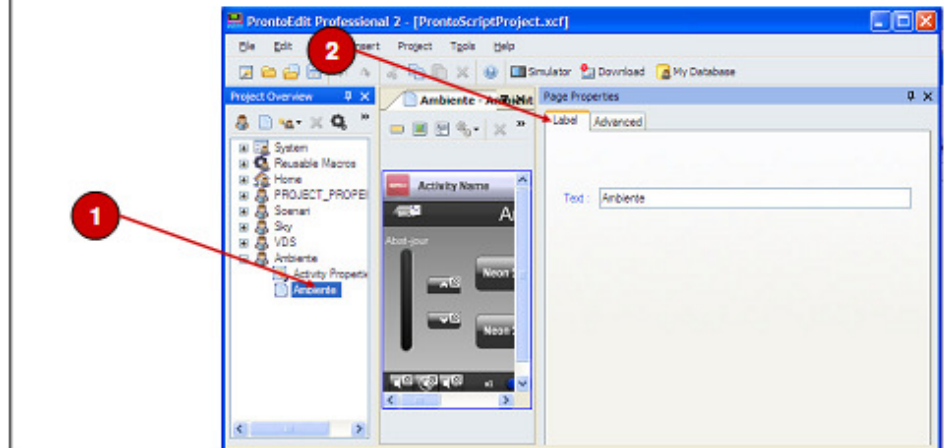 ProntoEdit Professional 2 - [ProntoScriptProject.xcf]
File Edit Project Tools Help
Simulator Download My Database
Project Overview
System
Reusable Macros
Home
PROJECT_PROPE
Scenari
Sky
VDS
Ambiente
Activity Properti
Ambiente
Ambiente -
Activity Name
Abat-jour
Neon
Neon
Page Properties
Label Advanced
Text : Ambiente
1
2